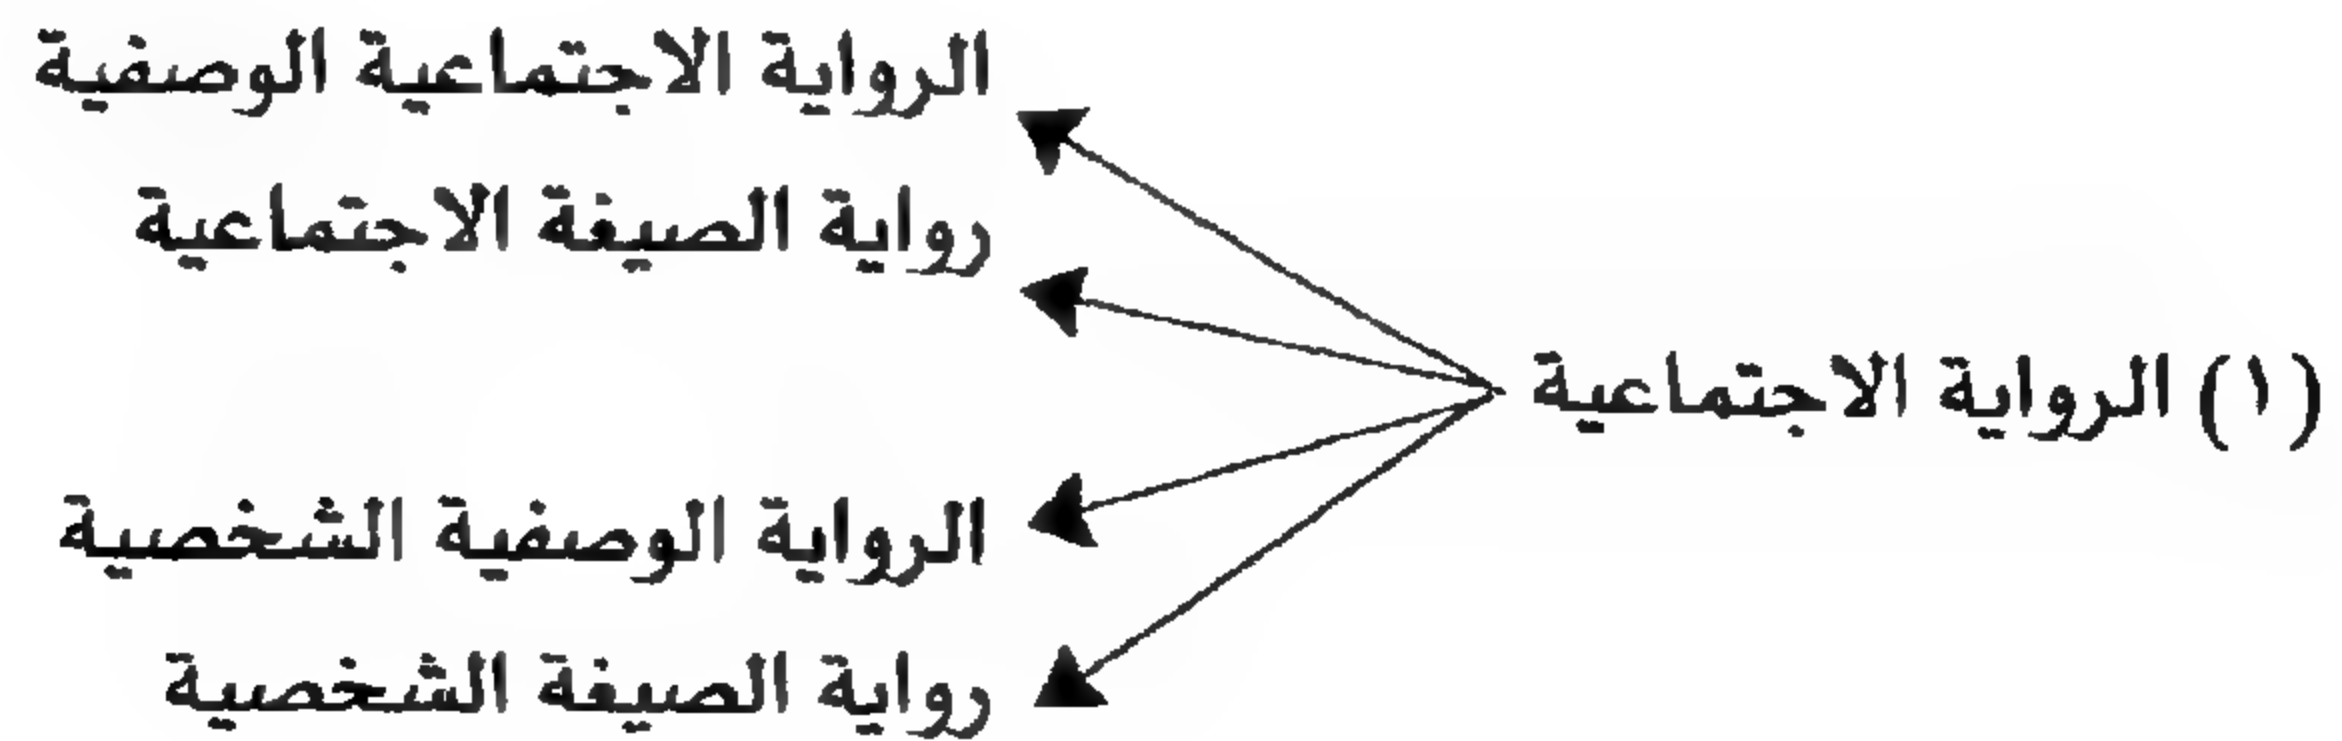 الرواية الاجتماعية الوصفية
رواية الصيغة الاجتماعية
(١) الرواية الاجتماعية
الرواية الوصفية الشخصية
رواية الصيغة الشخصية